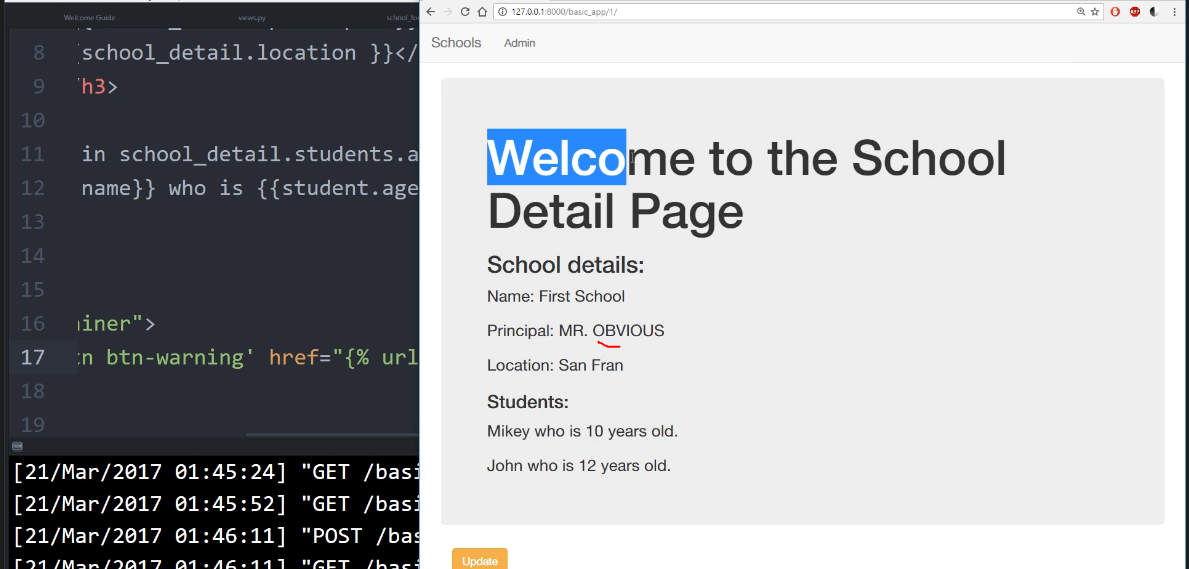 Welcome Guide views.py school_fo
8 school_detail.location }}</
9 h3>
10
11 in school_detail.students.a
12 name}} who is {{student.age
13
14
15
16 iner">
17 n btn-warning' href="{% url
18
19
[21/Mar/2017 01:45:24] "GET /basi
[21/Mar/2017 01:45:52] "GET /basi
[21/Mar/2017 01:46:11] "POST /bas
[21/Mar/2017 01:46:11] "GET /basi
127.0.0.1:8000/basic_app/1/
Schools Admin
Welcome to the School
Detail Page
School details:
Name: First School
Principal: MR. OBVIOUS
Location: San Fran
Students:
Mikey who is 10 years old.
John who is 12 years old.
Update